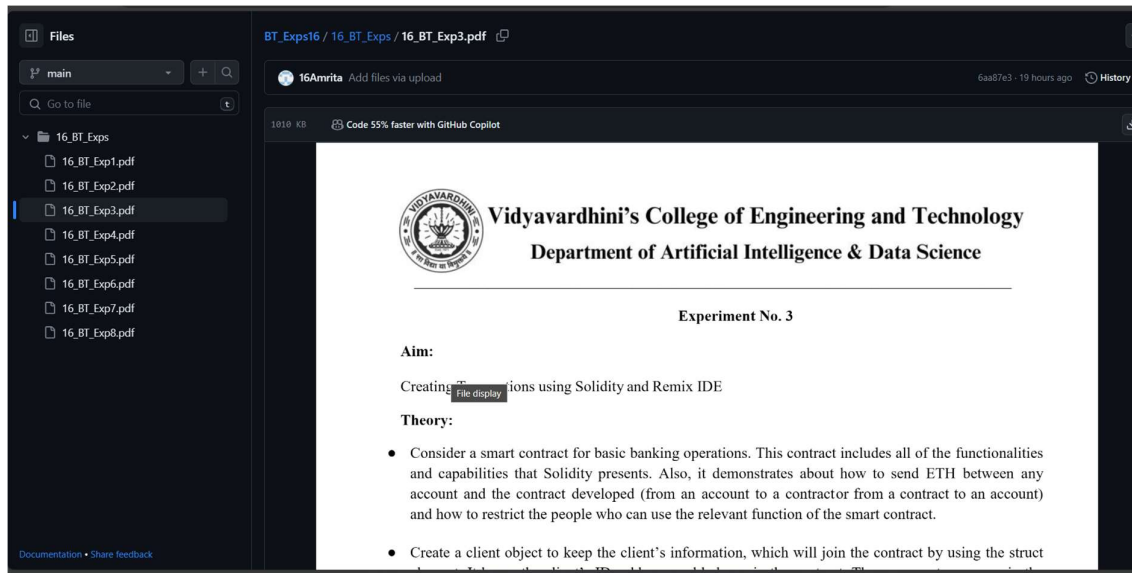 Files
main
Go to file
t
16_BT_Exps
16_BT_Exp1.pdf
16_BT_Exp2.pdf
16_BT_Exp3.pdf
16_BT_Exp4.pdf
16_BT_Exp5.pdf
16_BT_Exp6.pdf
16_BT_Exp7.pdf
16_BT_Exp8.pdf
Documentation • Share feedback
BT_Exps16 / 16_BT_Exps / 16_BT_Exp3.pdf
16Amrita Add files via upload
6aa87e3 · 19 hours ago History
1010 KB Code 55% faster with GitHub Copilot
VIDYAVARDHINI
Vidyavardhini's College of Engineering and Technology
Department of Artificial Intelligence & Data Science
Experiment No. 3
Aim:
Creating using Solidity and Remix IDE
File display
Theory:
● Consider a smart contract for basic banking operations. This contract includes all of the functionalities
and capabilities that Solidity presents. Also, it demonstrates about how to send ETH between any
account and the contract developed (from an account to a contractor from a contract to an account)
and how to restrict the people who can use the relevant function of the smart contract.
● Create a client object to keep the client's information, which will join the contract by using the struct